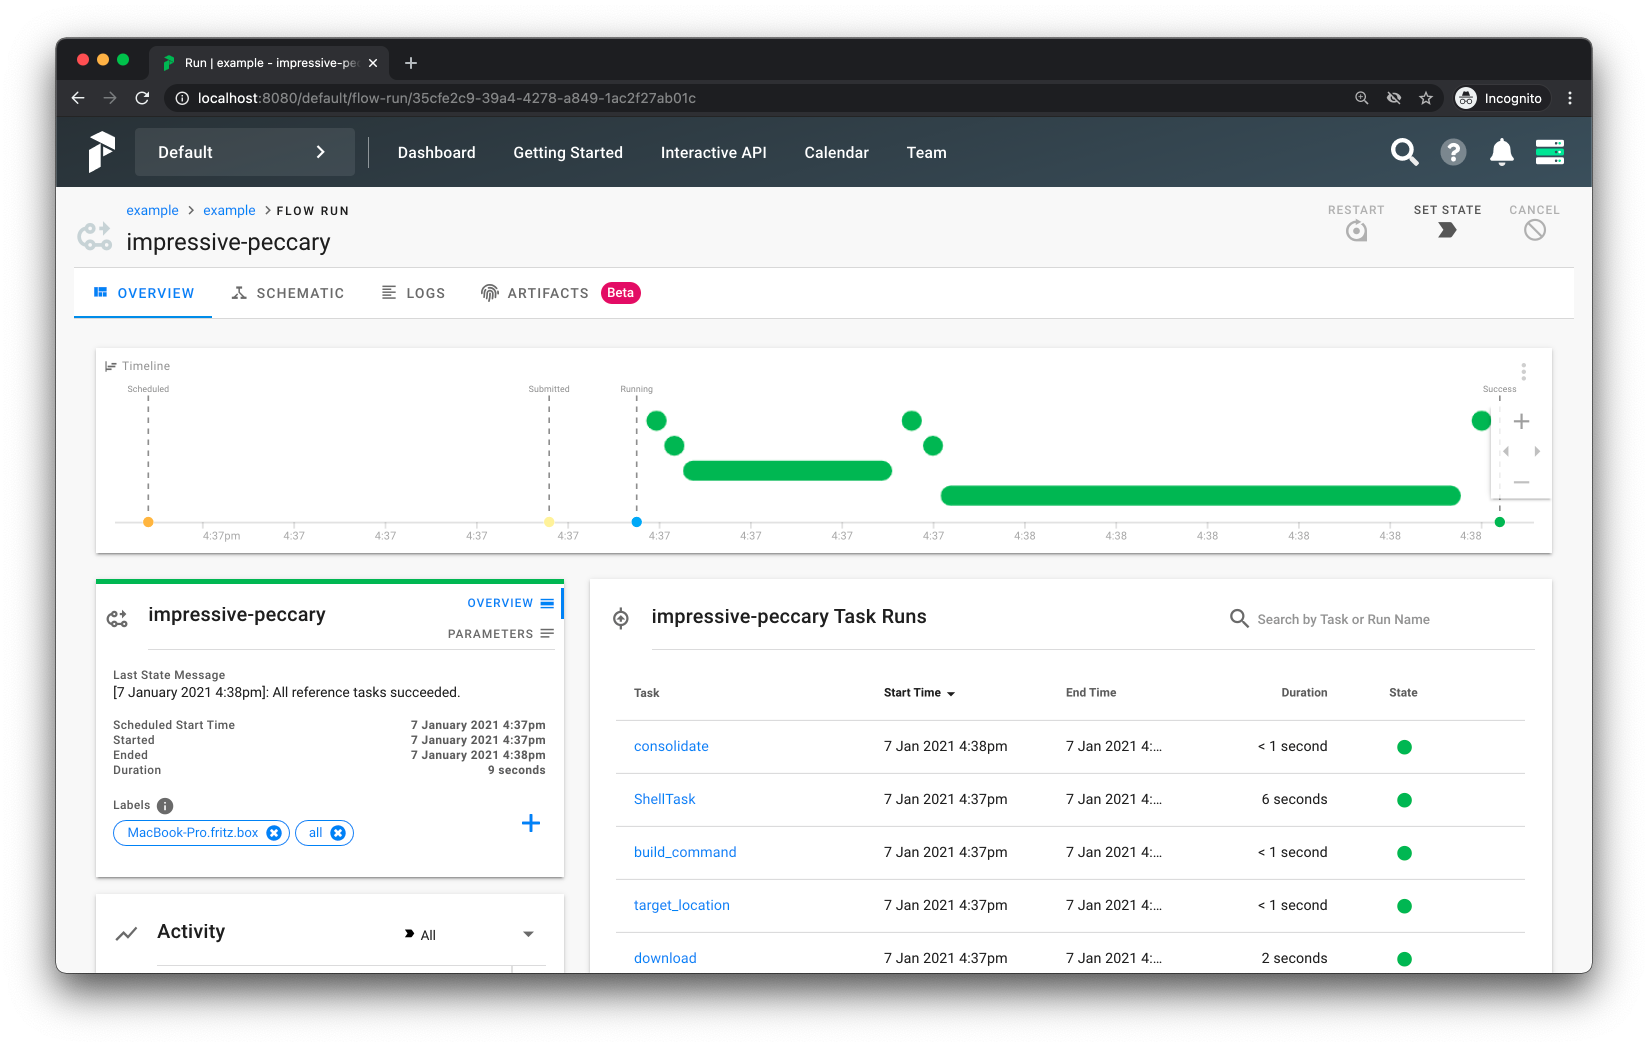 Run | example - impressive-pe
localhost:8080/default/flow-run/35cfe2c9-39a4-4278-a849-1ac2f27ab01c
Incognito
Default
Dashboard
Getting Started
Interactive API
Calendar
Team
example > example > FLOW RUN
impressive-peccary
RESTART
SET STATE
CANCEL
OVERVIEW
SCHEMATIC
LOGS
ARTIFACTS
Beta
Timeline
Scheduled
Submitted
Running
Success
4:37pm 4:37 4:37 4:37 4:37 4:37 4:37 4:37 4:37 4:38 4:38 4:38 4:38 4:38 4:38
impressive-peccary
OVERVIEW
PARAMETERS
Last State Message
[7 January 2021 4:38pm]: All reference tasks succeeded.
Scheduled Start Time 7 January 2021 4:37pm
Started 7 January 2021 4:37pm
Ended 7 January 2021 4:38pm
Duration 9 seconds
Labels
MacBook-Pro.fritz.box
all
Activity
All
impressive-peccary Task Runs
Search by Task or Run Name
Task Start Time End Time Duration State
consolidate 7 Jan 2021 4:38pm 7 Jan 2021 4:... < 1 second
ShellTask 7 Jan 2021 4:37pm 7 Jan 2021 4:... 6 seconds
build_command 7 Jan 2021 4:37pm 7 Jan 2021 4:... < 1 second
target_location 7 Jan 2021 4:37pm 7 Jan 2021 4:... < 1 second
download 7 Jan 2021 4:37pm 7 Jan 2021 4:... 2 seconds